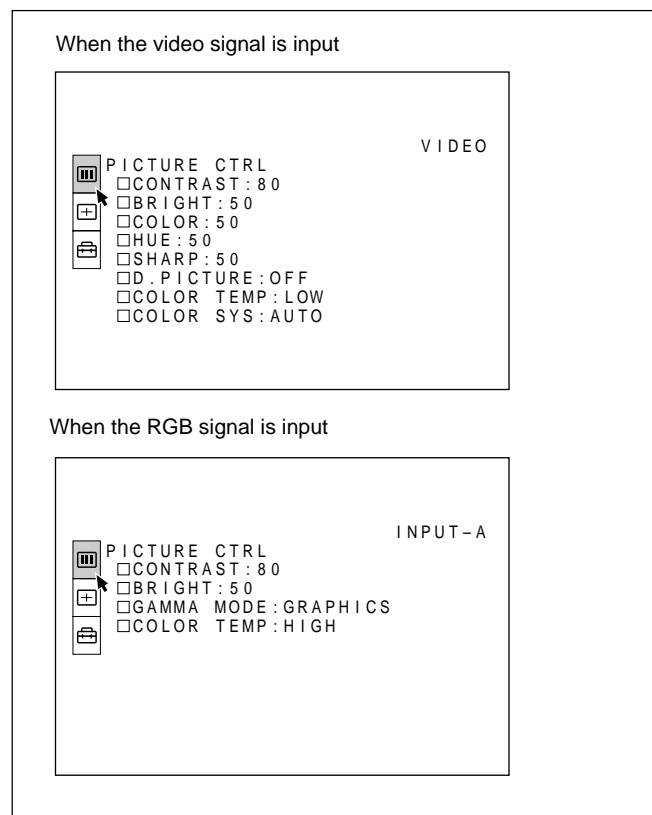 When the video signal is input
VIDEO
PICTURE CTRL
□CONTRAST:80
□BRIGHT:50
□COLOR:50
□HUE:50
□SHARP:50
□D.PICTURE:OFF
□COLOR TEMP:LOW
□COLOR SYS:AUTO
When the RGB signal is input
INPUT–A
PICTURE CTRL
□CONTRAST:80
□BRIGHT:50
□GAMMA MODE:GRAPHICS
□COLOR TEMP:HIGH